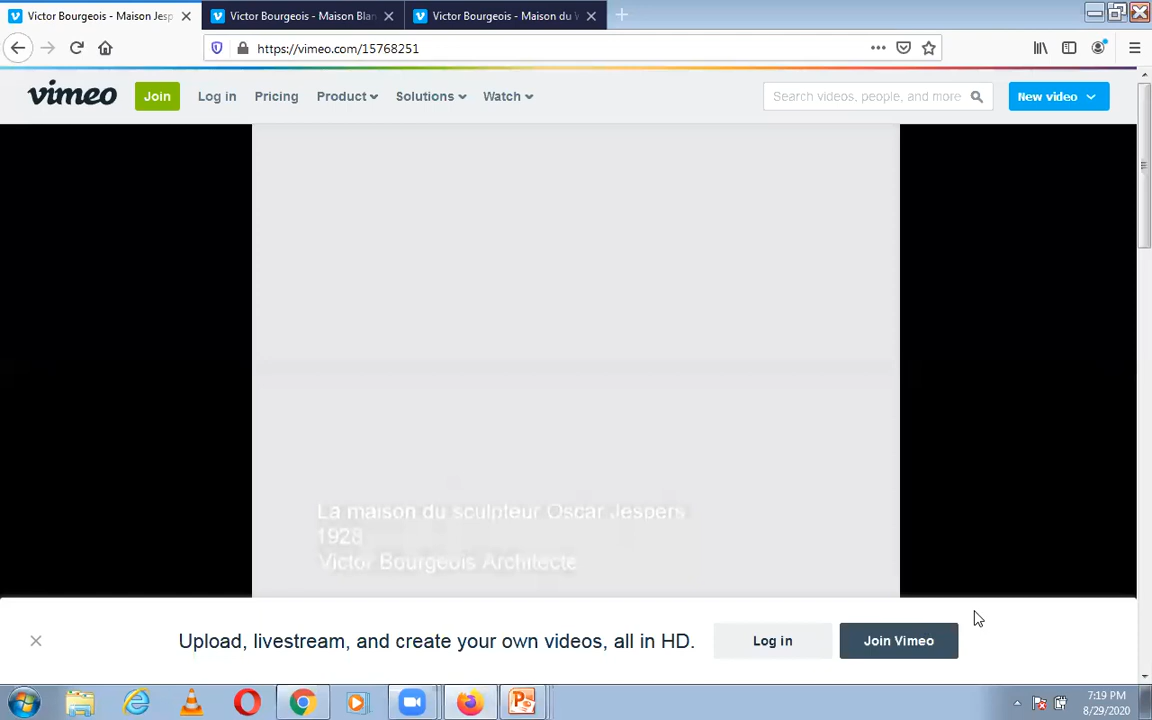 Victor Bourgeois - Maison Jesp
Victor Bourgeois - Maison Blan
Victor Bourgeois - Maison du V
https://vimeo.com/15768251
vimeo
Join
Log in
Pricing
Product
Solutions
Watch
Search videos, people, and more
New video
La maison du sculpteur Oscar Jespers
1928
Victor Bourgeois Architecte
Upload, livestream, and create your own videos, all in HD.
Log in
Join Vimeo
7:19 PM
8/29/2020